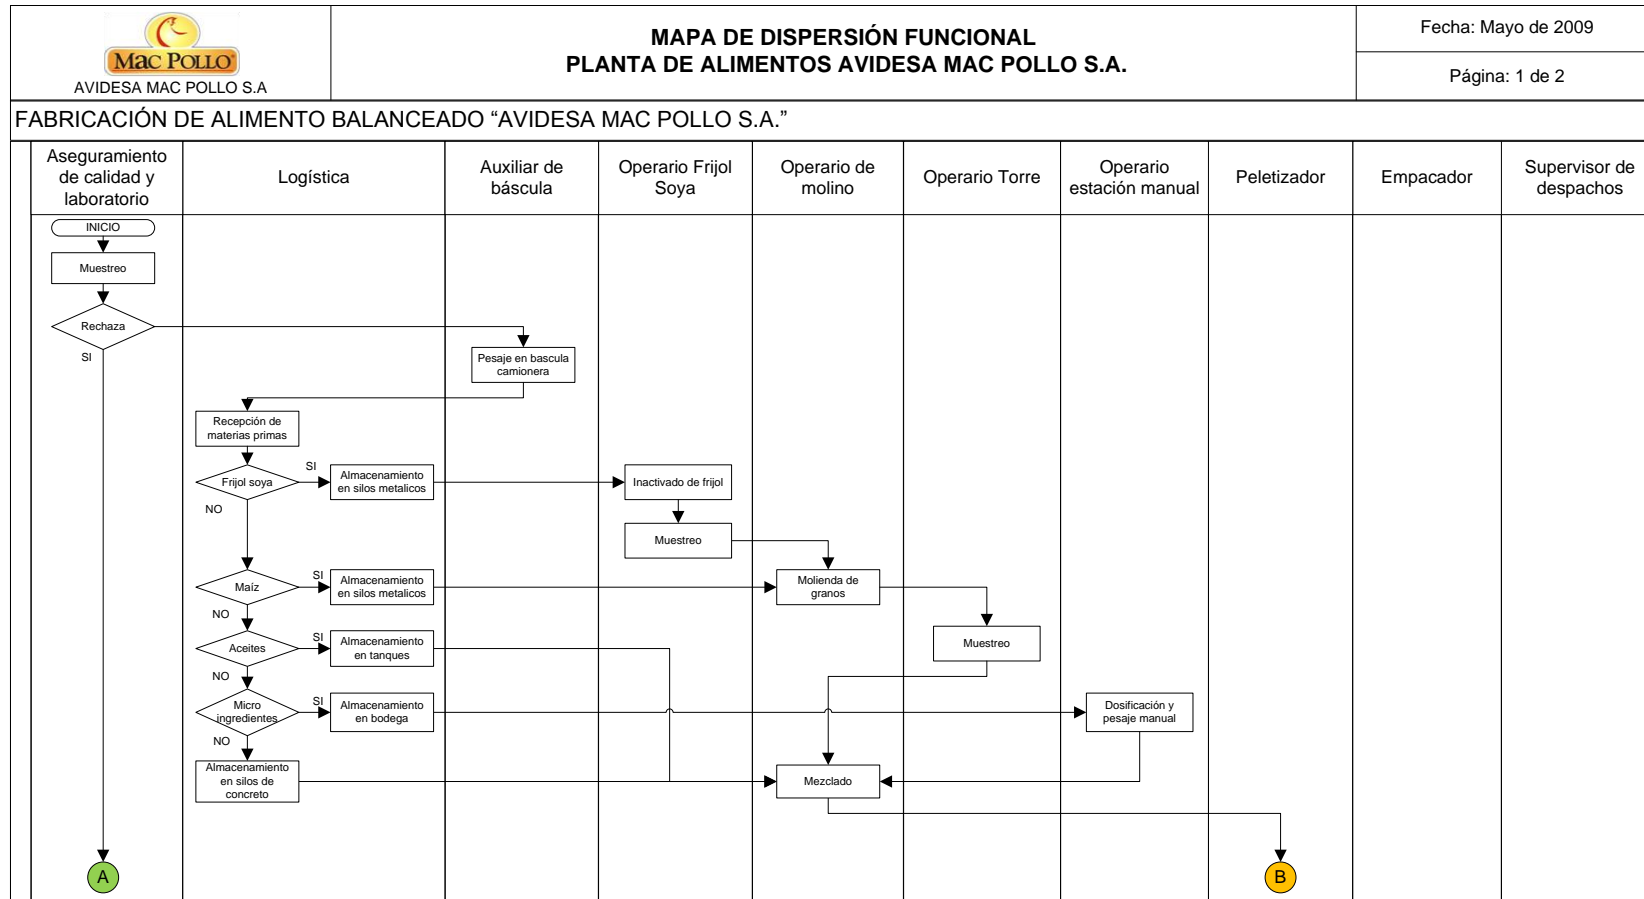 MAC POLLO
AVIDESA MAC POLLO S.A
MAPA DE DISPERSIÓN FUNCIONAL
PLANTA DE ALIMENTOS AVIDESA MAC POLLO S.A.
Fecha: Mayo de 2009
Página: 1 de 2
FABRICACIÓN DE ALIMENTO BALANCEADO “AVIDESA MAC POLLO S.A.”
Aseguramiento
de calidad y
laboratorio
Logística
Auxiliar de
báscula
Operario Frijol
Soya
Operario de
molino
Operario Torre
Operario
estación manual
Peletizador
Empacador
Supervisor de
despachos
INICIO
Muestreo
Rechaza
SI
Pesaje en bascula
camionera
Recepción de
materias primas
Frijol soya
SI
NO
Almacenamiento
en silos metalicos
Inactivado de frijol
Muestreo
Maíz
SI
NO
Almacenamiento
en silos metalicos
Molienda de
granos
Muestreo
Aceites
SI
NO
Almacenamiento
en tanques
Micro
ingredientes
SI
NO
Almacenamiento
en bodega
Dosificación y
pesaje manual
Almacenamiento
en silos de
concreto
Mezclado
A
B